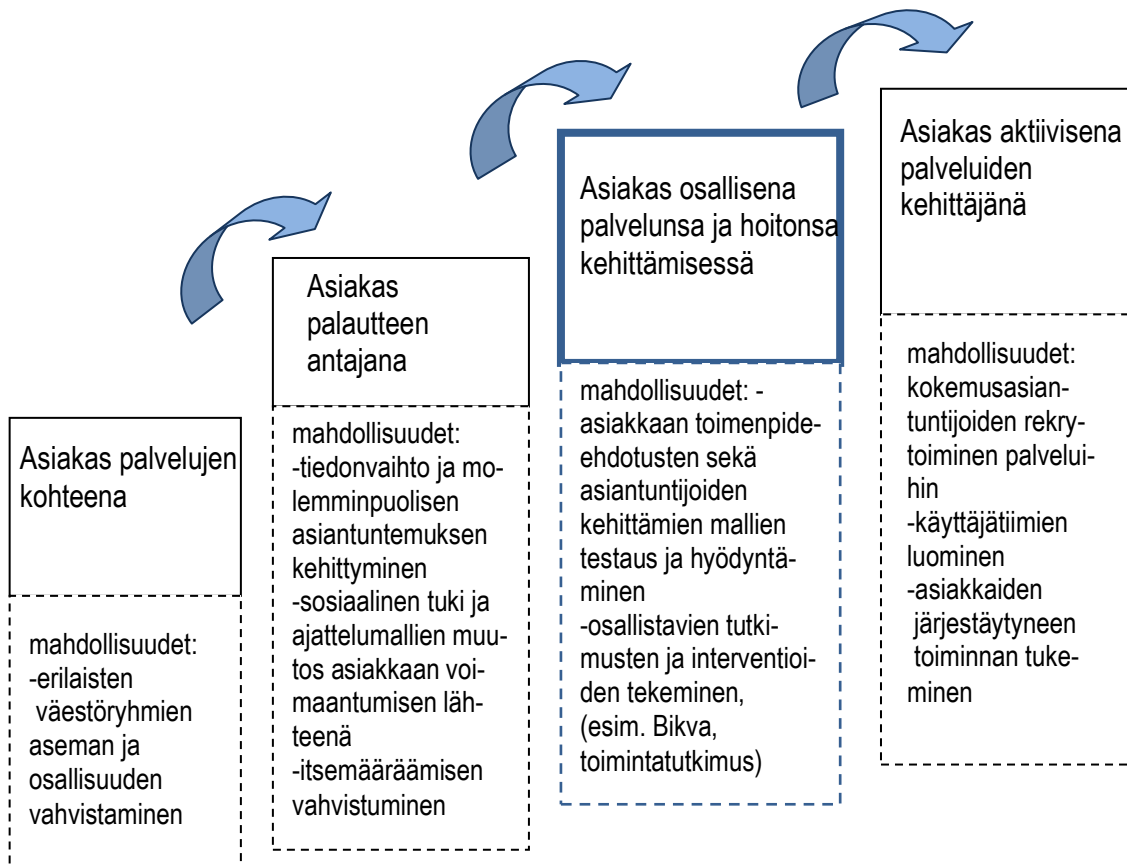 Asiakas palvelujen
kohteena
mahdollisuudet:
-erilaisten
väestöryhmien
aseman ja
osallisuuden
vahvistaminen
Asiakas
palautteen
antajana
mahdollisuudet:
-tiedonvaihto ja mo-
lemminpuolisen
asiantuntemuksen
kehittyminen
-sosiaalinen tuki ja
ajattelumallien muu-
tos asiakkaan voi-
maantumisen läh-
teenä
-itsemääräämisen
vahvistuminen
Asiakas osallisena
palvelunsa ja hoitonsa
kehittämisessä
mahdollisuudet: -
asiakkaan toimenpide-
ehdotusten sekä
asiantuntijoiden
kehittämien mallien
testaus ja hyödyntä-
minen
-osallistavien tutki-
musten ja interventioi-
den tekeminen,
(esim. Bikva,
toimintatutkimus)
Asiakas aktiivisena
palveluiden
kehittäjänä
mahdollisuudet:
kokemusasian-
tuntijoiden rekry-
toiminen palvelui-
hin
-käyttäjätiimien
luominen
-asiakkaiden
järjestäytyneen
toiminnan tuke-
minen